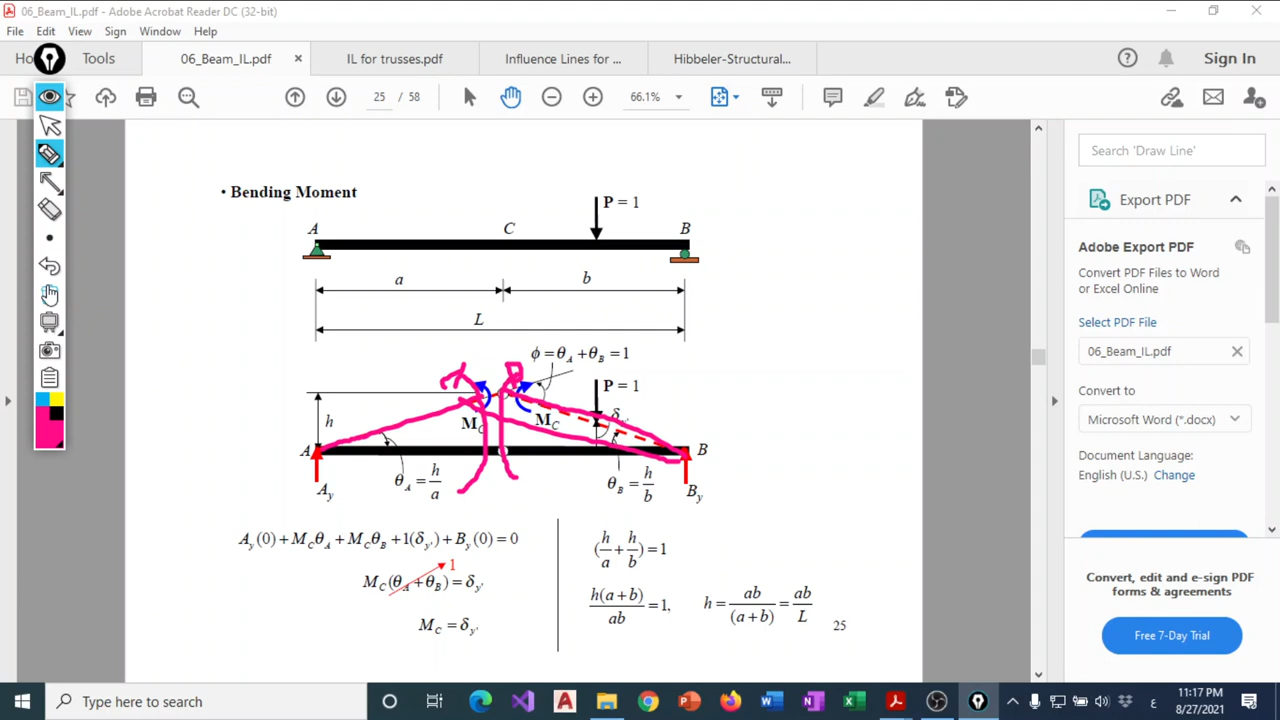 06_Beam_IL.pdf - Adobe Acrobat Reader DC (32-bit)
File Edit View Sign Window Help
Ho Tools 06_Beam_IL.pdf × IL for trusses.pdf Influence Lines for ... Hibbeler-Structural... Sign In
25 / 58 66.1%
• Bending Moment
P = 1
A C B
a b
L
ϕ = θA + θB = 1
P = 1
h MC MC δy'
A B
θA = h/a
θB = h/b
Ay By
Ay(0) + MCθA + MCθB + 1(δy') + By(0) = 0
1
MC(θA + θB) = δy'
MC = δy'
(h/a + h/b) = 1
h(a+b)/ab = 1, h = ab/(a+b) = ab/L
25
Search 'Draw Line'
Export PDF
Adobe Export PDF
Convert PDF Files to Word
or Excel Online
Select PDF File
06_Beam_IL.pdf ×
Convert to
Microsoft Word (*.docx)
Document Language:
English (U.S.) Change
Convert, edit and e-sign PDF
forms & agreements
Free 7-Day Trial
Type here to search
ع 11:17 PM
8/27/2021